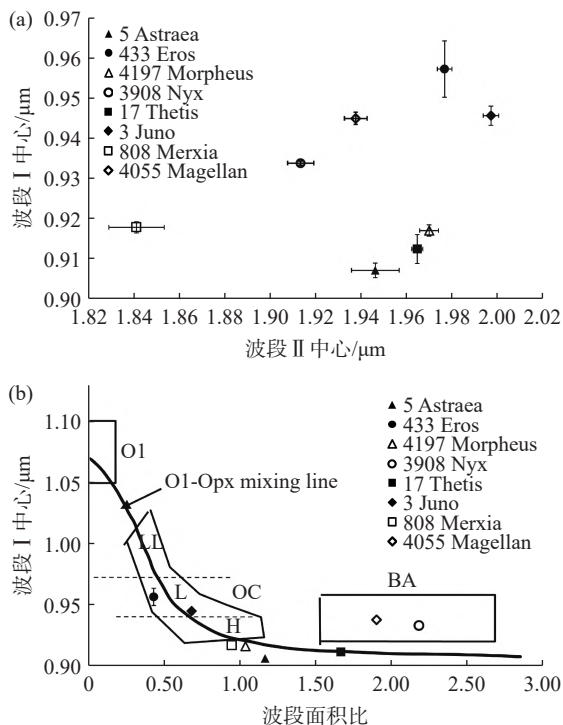 (a)
0.97
0.96
0.95
0.94
0.93
0.92
0.91
0.90
波段Ⅰ中心/μm
5 Astraea
433 Eros
4197 Morpheus
3908 Nyx
17 Thetis
3 Juno
808 Merxia
4055 Magellan
1.82 1.84 1.86 1.88 1.90 1.92 1.94 1.96 1.98 2.00 2.02
波段Ⅱ中心/μm
(b)
1.10
1.05
1.00
0.95
0.90
波段Ⅰ中心/μm
O1
O1-Opx mixing line
LL
L
OC
H
BA
5 Astraea
433 Eros
4197 Morpheus
3908 Nyx
17 Thetis
3 Juno
808 Merxia
4055 Magellan
0 0.50 1.00 1.50 2.00 2.50 3.00
波段面积比